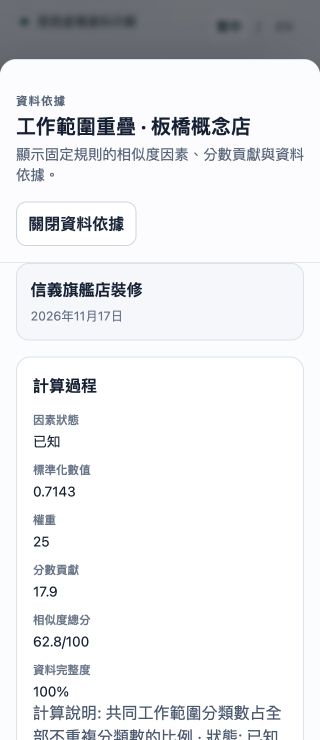 資料依據
工作範圍重疊 · 板橋概念店
顯示固定規則的相似度因素、分數貢獻與資料
依據。
關閉資料依據
信義旗艦店裝修
2026年11月17日
計算過程
因素狀態
已知
標準化數值
0.7143
權重
25
分數貢獻
17.9
相似度總分
62.8/100
資料完整度
100%
計算說明: 共同工作範圍分類數占全
部不重複分類數的比例 · 狀態: 已知